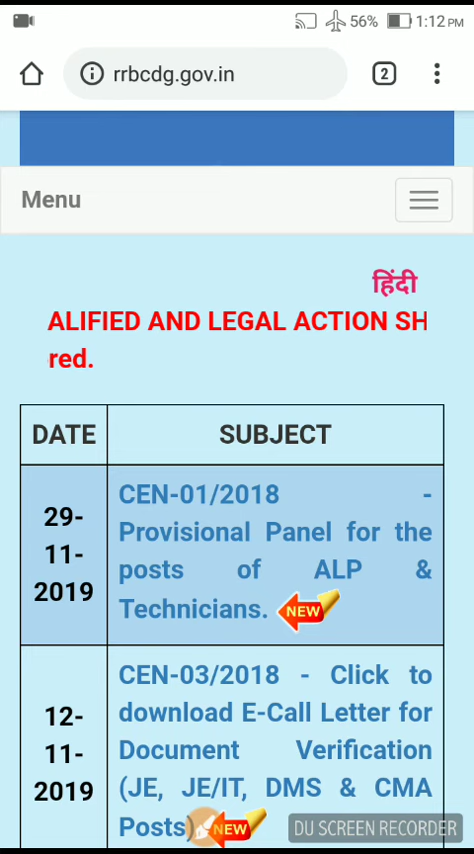 56% 1:12 PM
rrbcdg.gov.in 2
Menu
हिंदी
ALIFIED AND LEGAL ACTION SH
red.
DATE SUBJECT
29-11-2019
CEN-01/2018 -
Provisional Panel for the
posts of ALP &
Technicians. NEW
12-11-2019
CEN-03/2018 - Click to
download E-Call Letter for
Document Verification
(JE, JE/IT, DMS & CMA
Posts) NEW
DU SCREEN RECORDER